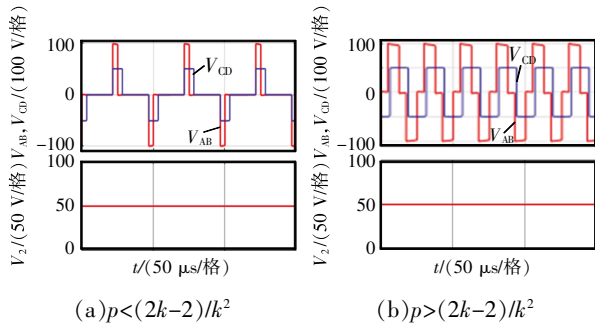 V_AB, V_CD/(100 V/格)
100
0
-100
V_CD
V_AB
V_2/(50 V/格)
100
50
0
t/(50 μs/格)
(a)p<(2k-2)/k²
V_AB, V_CD/(100 V/格)
100
0
-100
V_CD
V_AB
V_2/(50 V/格)
100
50
0
t/(50 μs/格)
(b)p>(2k-2)/k²